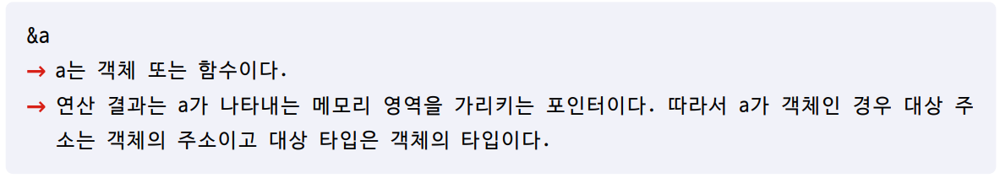 &a
→ a는 객체 또는 함수이다.
→ 연산 결과는 a가 나타내는 메모리 영역을 가리키는 포인터이다. 따라서 a가 객체인 경우 대상 주
소는 객체의 주소이고 대상 타입은 객체의 타입이다.